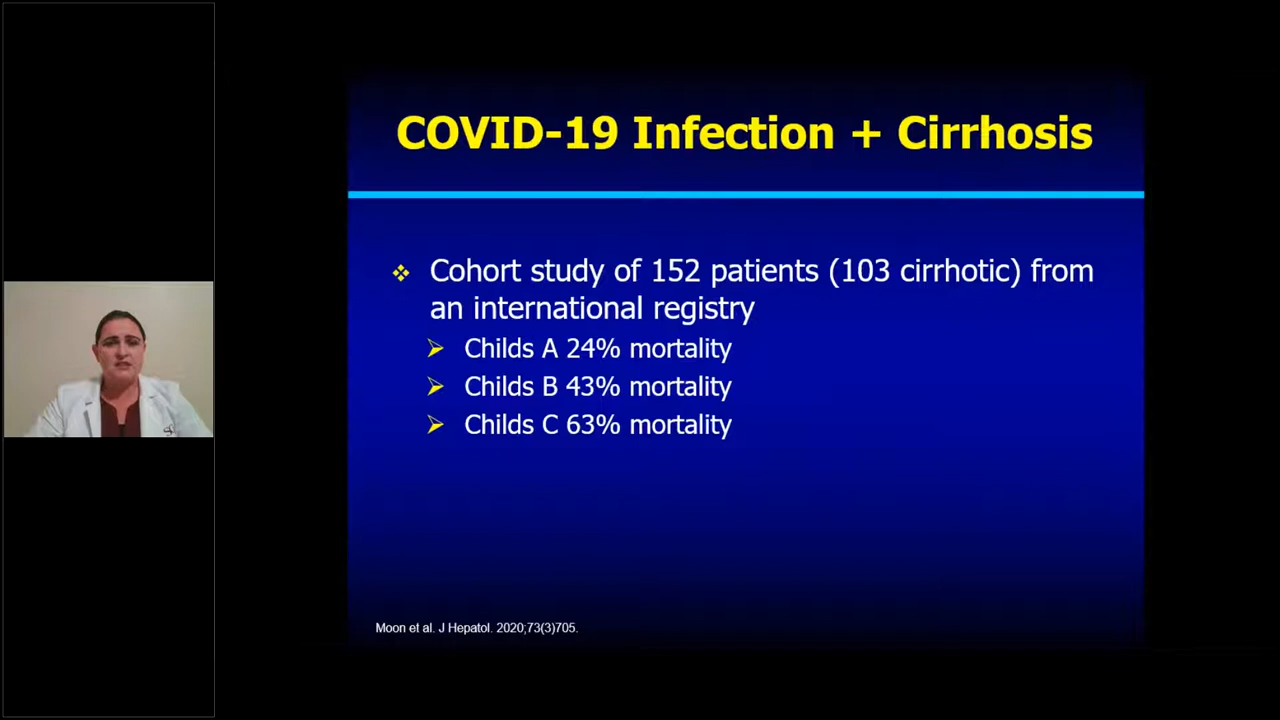 COVID-19 Infection + Cirrhosis
Cohort study of 152 patients (103 cirrhotic) from
an international registry
Childs A 24% mortality
Childs B 43% mortality
Childs C 63% mortality
Moon et al. J Hepatol. 2020;73(3)705.